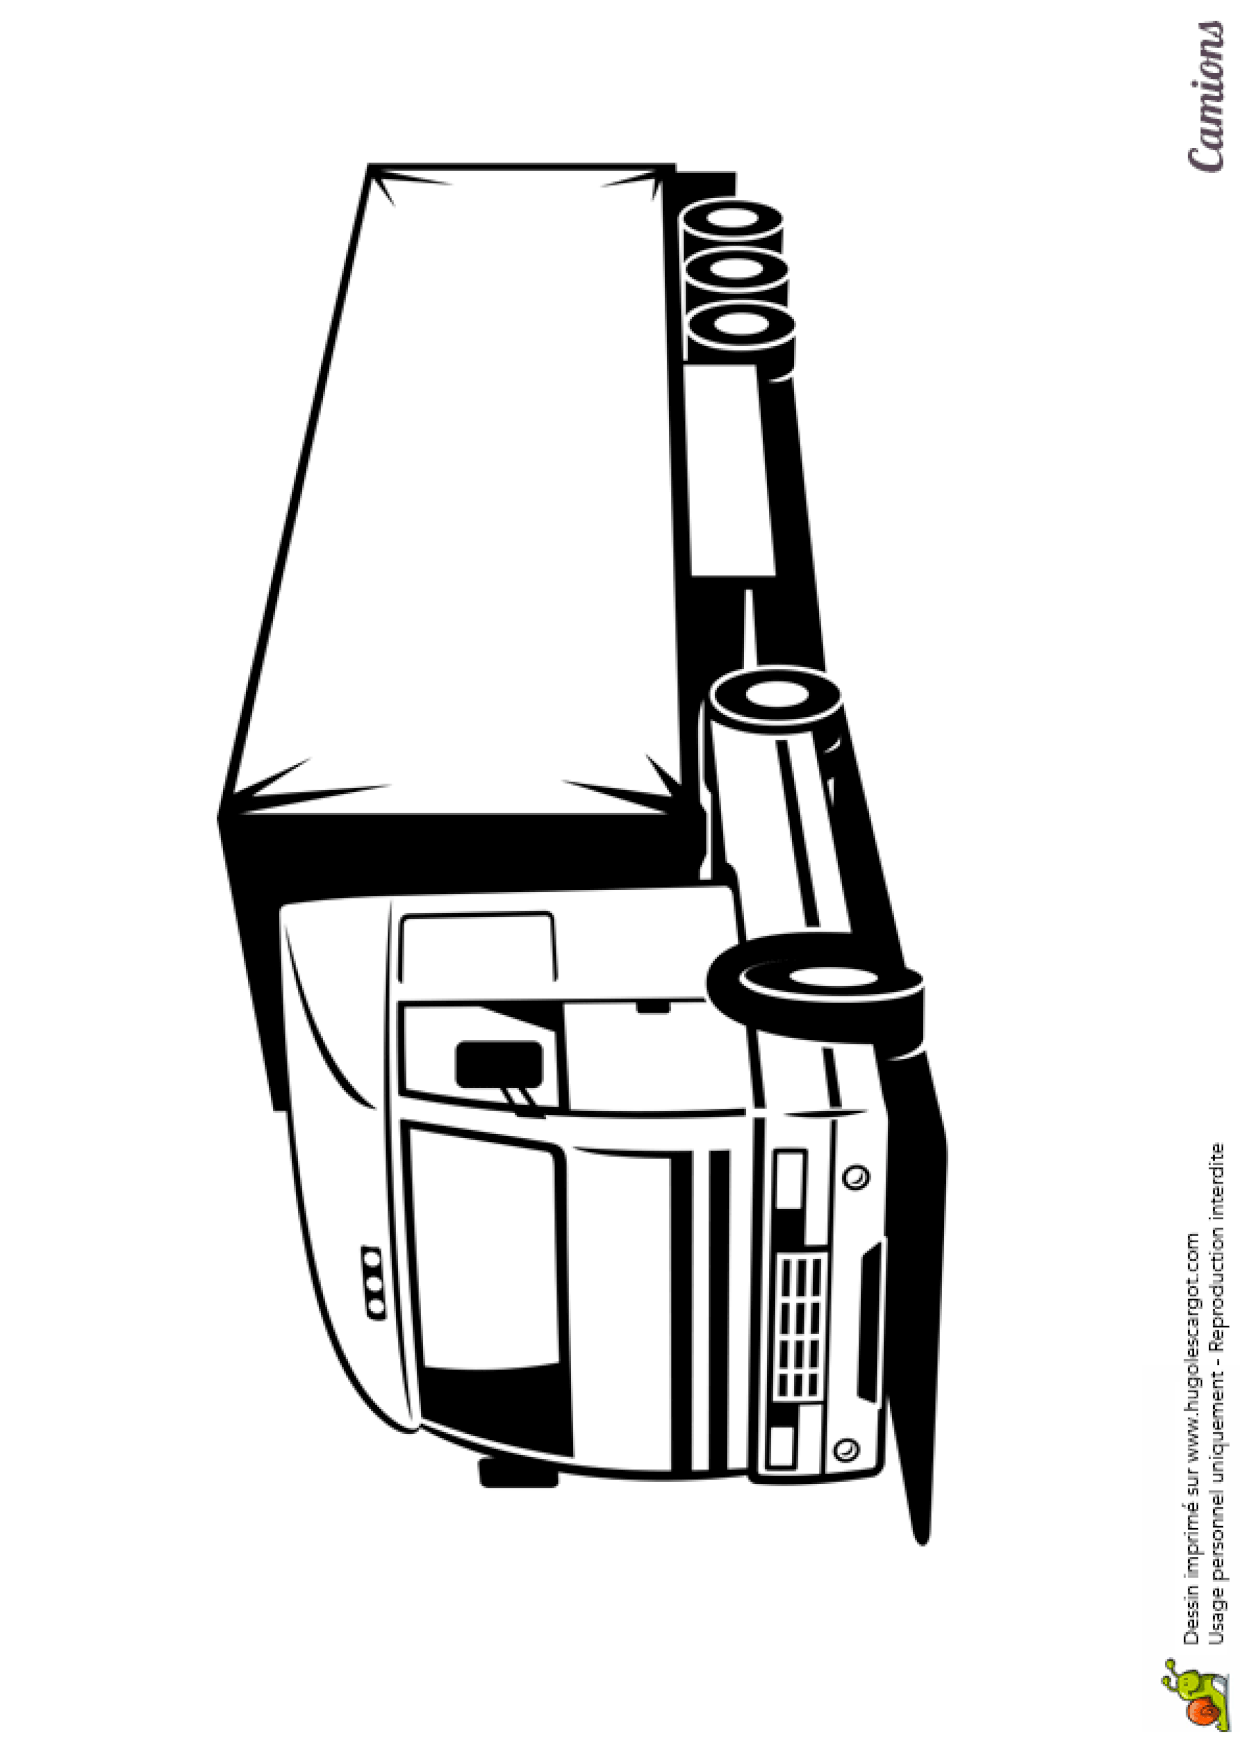 Dessin imprimé sur www.hugolescargot.com
Usage personnel uniquement - Reproduction interdite
Camions